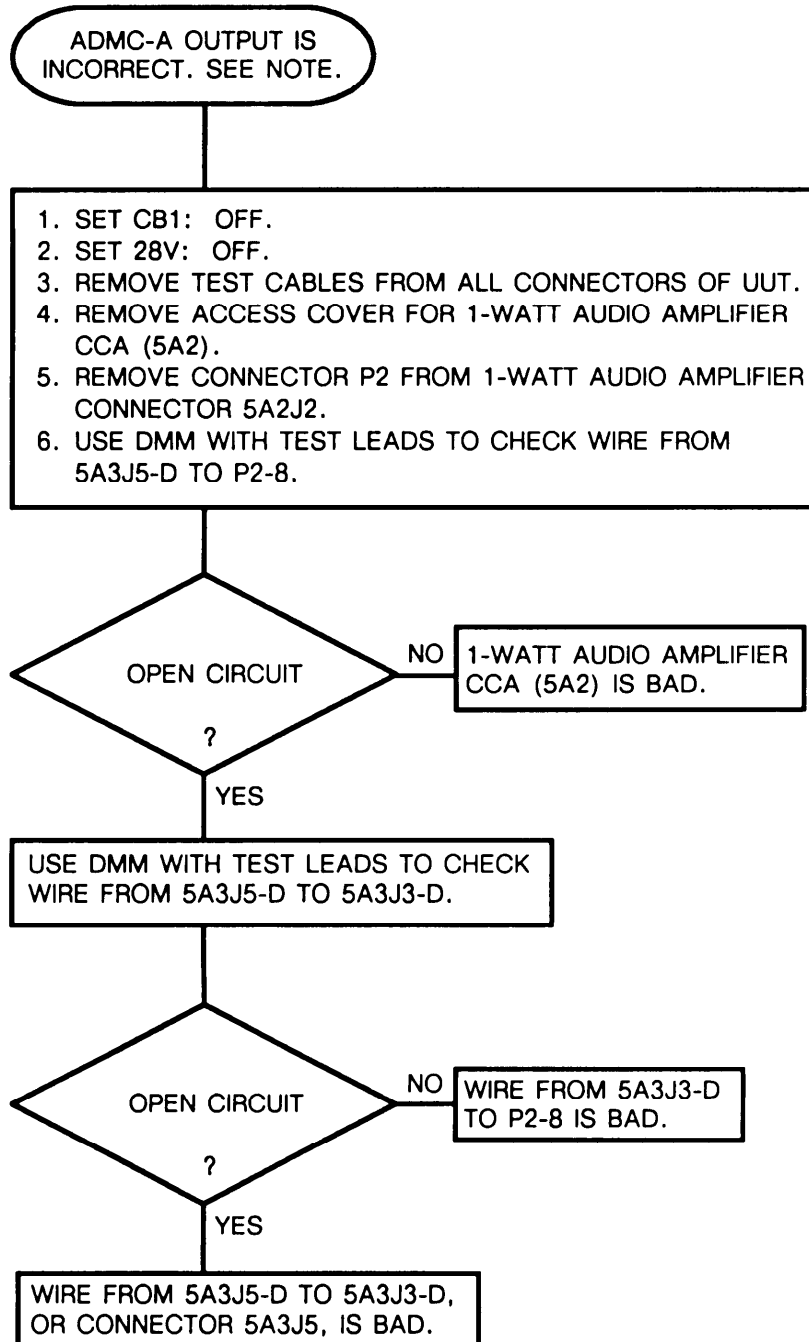 ADMC-A OUTPUT IS
INCORRECT. SEE NOTE.
1. SET CB1: OFF.
2. SET 28V: OFF.
3. REMOVE TEST CABLES FROM ALL CONNECTORS OF UUT.
4. REMOVE ACCESS COVER FOR 1-WATT AUDIO AMPLIFIER
CCA (5A2).
5. REMOVE CONNECTOR P2 FROM 1-WATT AUDIO AMPLIFIER
CONNECTOR 5A2J2.
6. USE DMM WITH TEST LEADS TO CHECK WIRE FROM
5A3J5-D TO P2-8.
OPEN CIRCUIT
?
NO
1-WATT AUDIO AMPLIFIER
CCA (5A2) IS BAD.
YES
USE DMM WITH TEST LEADS TO CHECK
WIRE FROM 5A3J5-D TO 5A3J3-D.
OPEN CIRCUIT
?
NO
WIRE FROM 5A3J3-D
TO P2-8 IS BAD.
YES
WIRE FROM 5A3J5-D TO 5A3J3-D,
OR CONNECTOR 5A3J5, IS BAD.